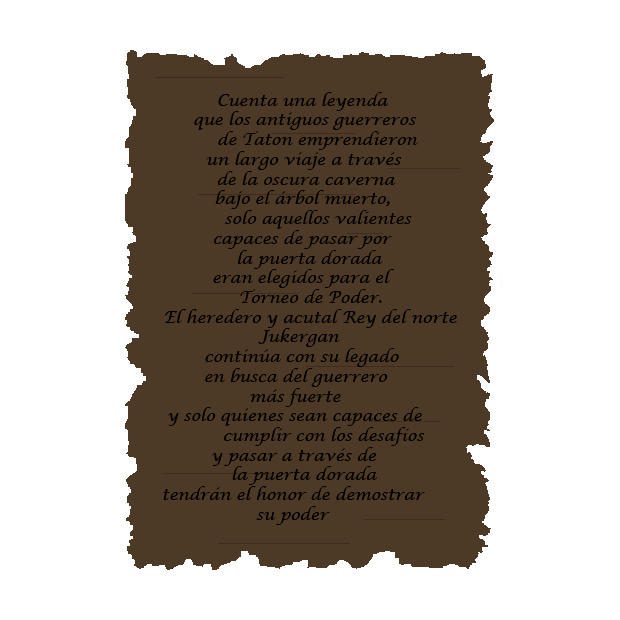 Cuenta una leyenda
que los antiguos guerreros
de Taton emprendieron
un largo viaje a través
de la oscura caverna
bajo el árbol muerto,
solo aquellos valientes
capaces de pasar por
la puerta dorada
eran elegidos para el
Torneo de Poder.
El heredero y acutal Rey del norte
Jukergan
continúa con su legado
en busca del guerrero
más fuerte
y solo quienes sean capaces de
cumplir con los desafíos
y pasar a través de
la puerta dorada
tendrán el honor de demostrar
su poder